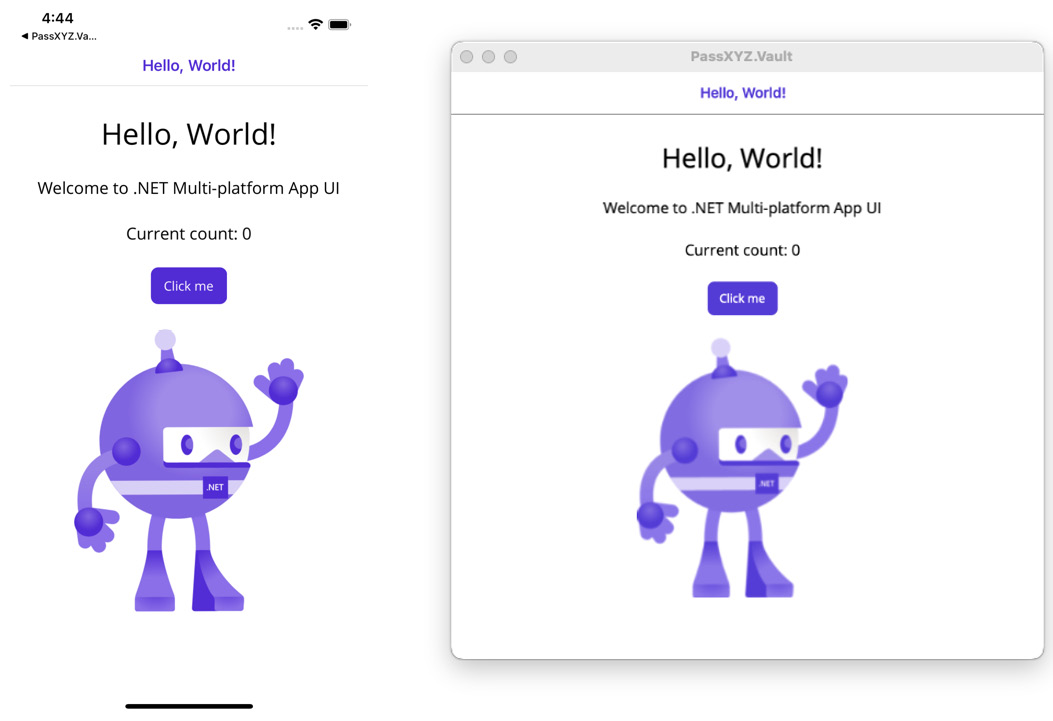 4:44
◀ PassXYZ.Va...
Hello, World!
Hello, World!
Welcome to .NET Multi-platform App UI
Current count: 0
Click me
.NET
PassXYZ.Vault
Hello, World!
Hello, World!
Welcome to .NET Multi-platform App UI
Current count: 0
Click me
.NET